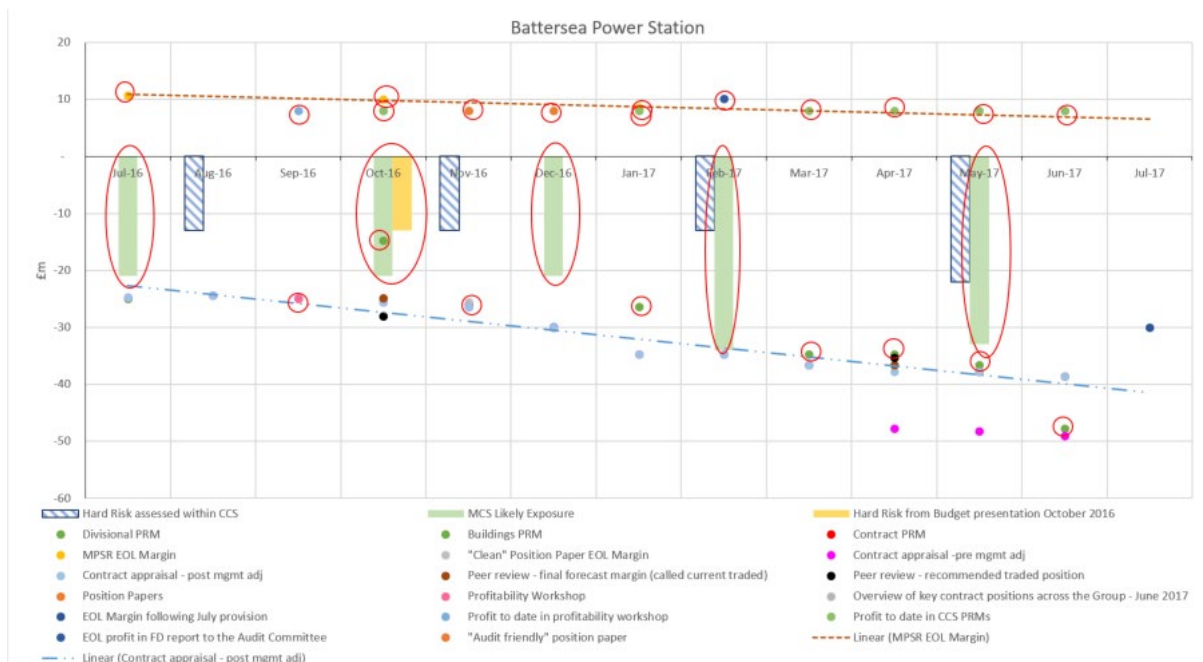 Battersea Power Station
20
10
-
Jul-16 Aug-16 Sep-16 Oct-16 Nov-16 Dec-16 Jan-17 Feb-17 Mar-17 Apr-17 May-17 Jun-17 Jul-17
-10
£m
-20
-30
-40
-50
-60
Hard Risk assessed within CCS MCS Likely Exposure Hard Risk from Budget presentation October 2016
Divisional PRM Buildings PRM Contract PRM
MPSR EOL Margin "Clean" Position Paper EOL Margin Contract appraisal -pre mgmt adj
Contract appraisal - post mgmt adj Peer review - final forecast margin (called current traded) Peer review - recommended traded position
Position Papers Profitability Workshop Overview of key contract positions across the Group - June 2017
EOL Margin following July provision Profit to date in profitability workshop Profit to date in CCS PRMs
EOL profit in FD report to the Audit Committee "Audit friendly" position paper Linear (MPSR EOL Margin)
Linear (Contract appraisal - post mgmt adj)